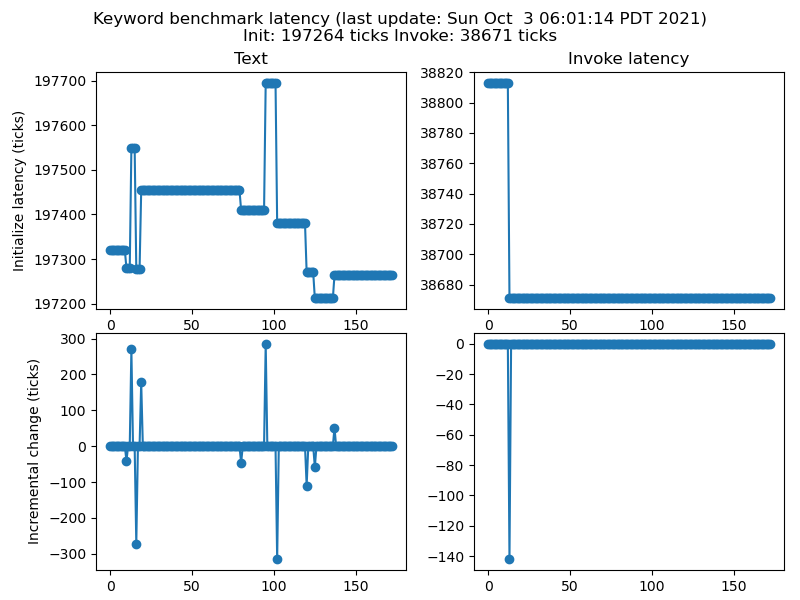 Keyword benchmark latency (last update: Sun Oct  3 06:01:14 PDT 2021)
Init: 197264 ticks Invoke: 38671 ticks
Text
Invoke latency
Initialize latency (ticks)
197700
197600
197500
197400
197300
197200
0 50 100 150
38820
38800
38780
38760
38740
38720
38700
38680
0 50 100 150
Incremental change (ticks)
300
200
100
0
−100
−200
−300
0 50 100 150
0
−20
−40
−60
−80
−100
−120
−140
0 50 100 150